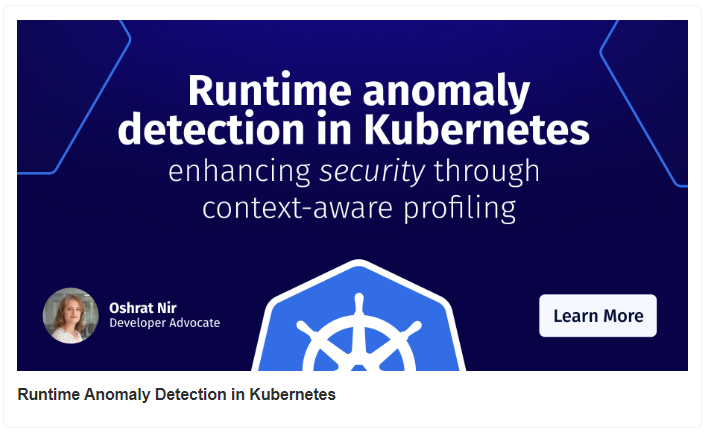 Runtime anomaly
detection in Kubernetes
enhancing security through
context-aware profiling
Oshrat Nir
Developer Advocate
Learn More
Runtime Anomaly Detection in Kubernetes